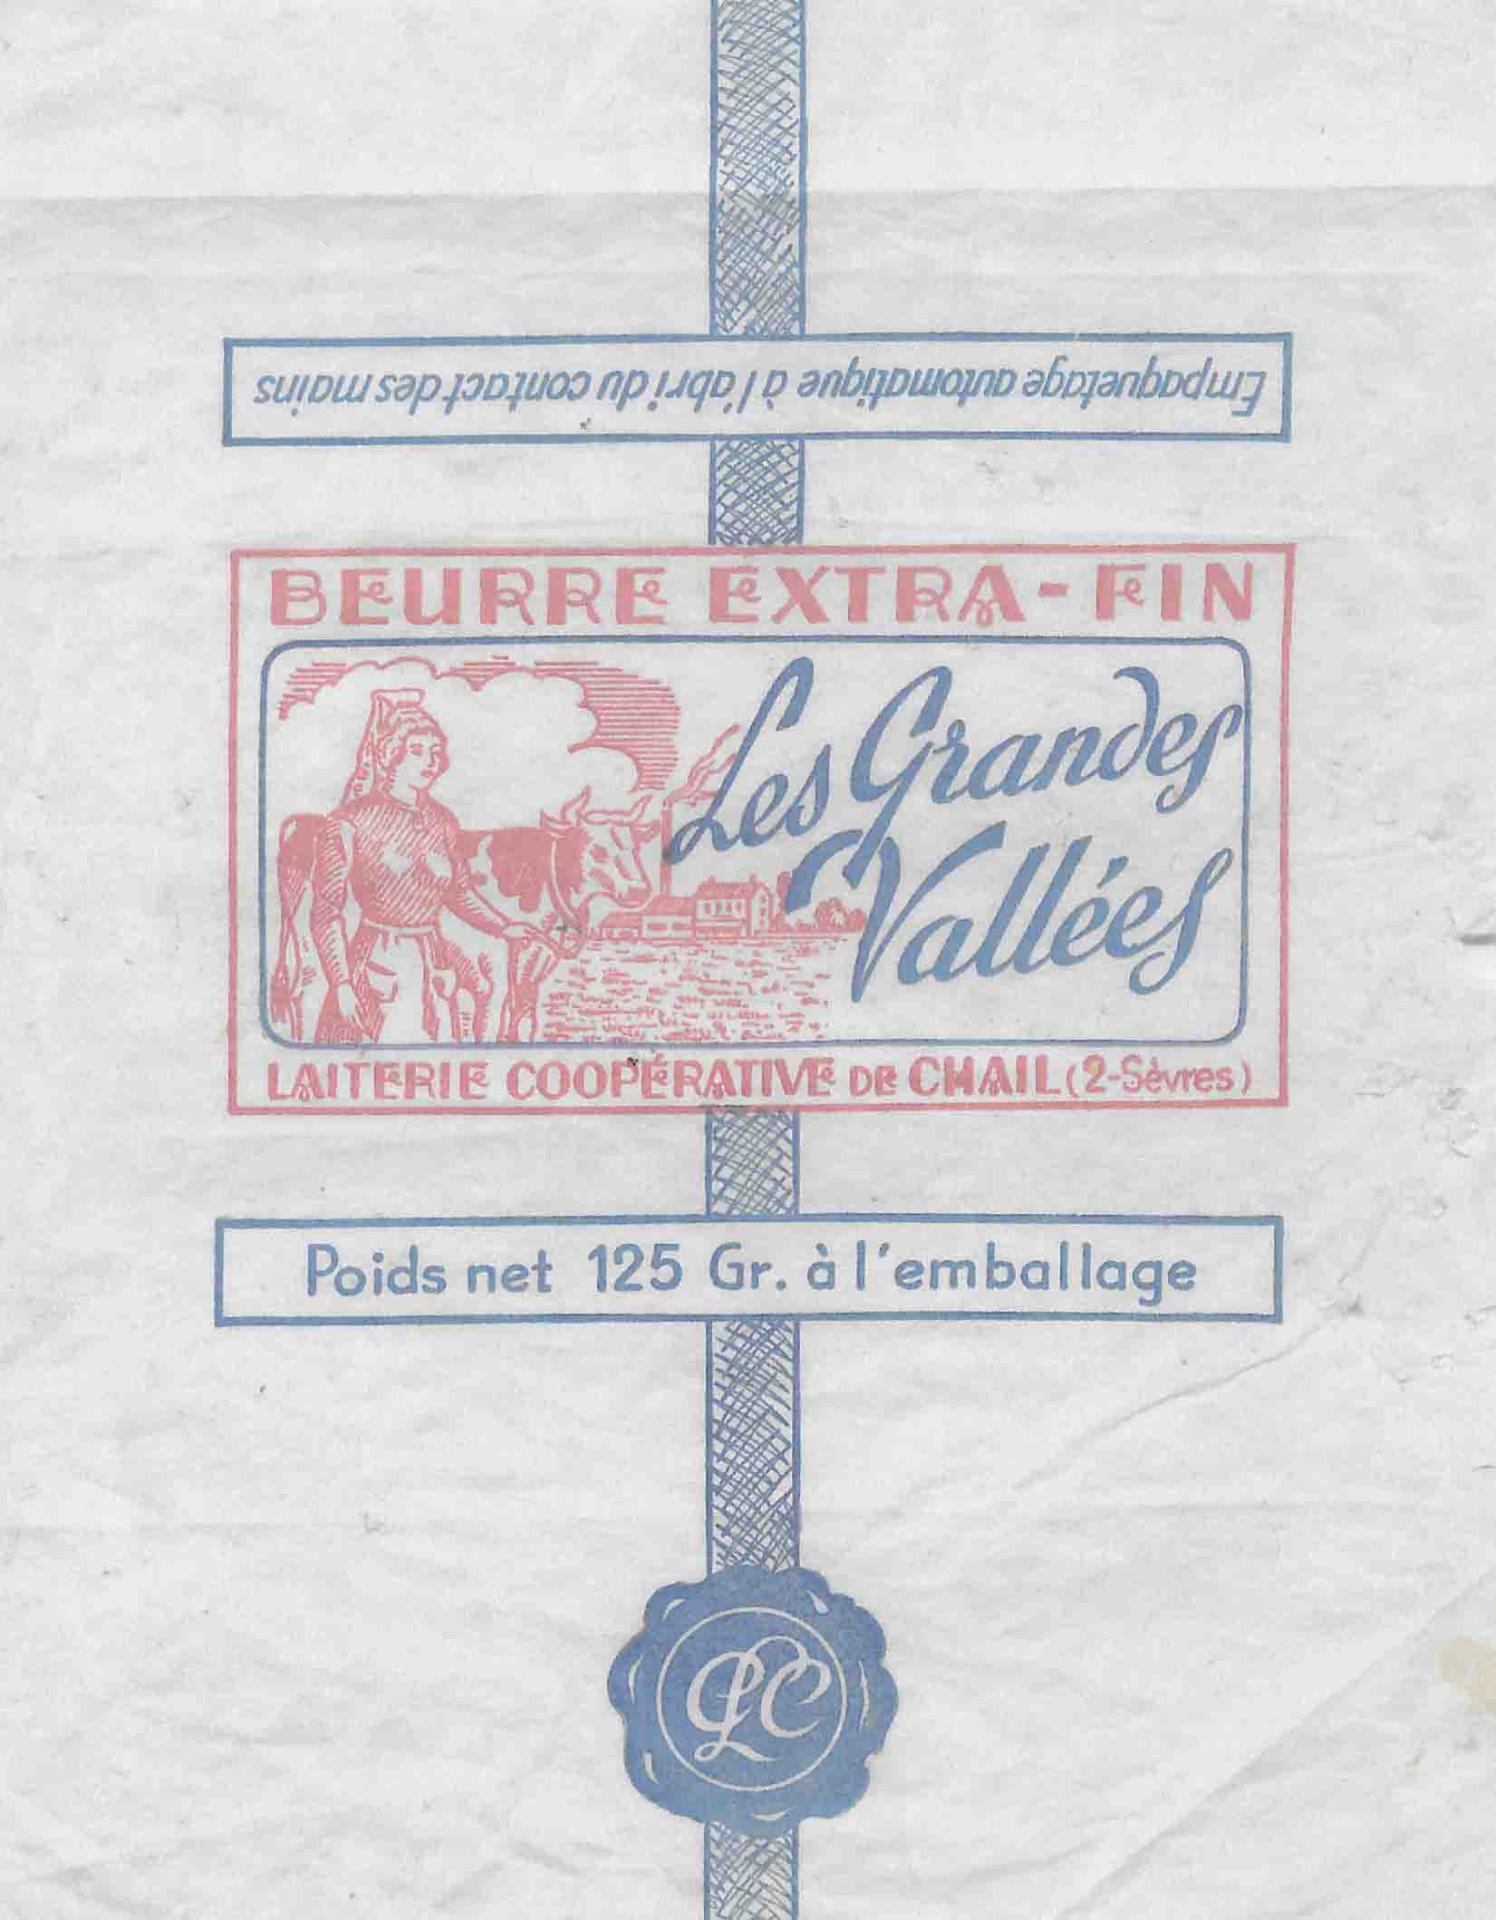 Empaquetage automatique à l'abri du contact des mains
BEURRE EXTRA-FIN
Les Grandes
Vallées
LAITERIE COOPÉRATIVE DE CHAIL (2-Sèvres)
Poids net 125 Gr. à l'emballage
LC